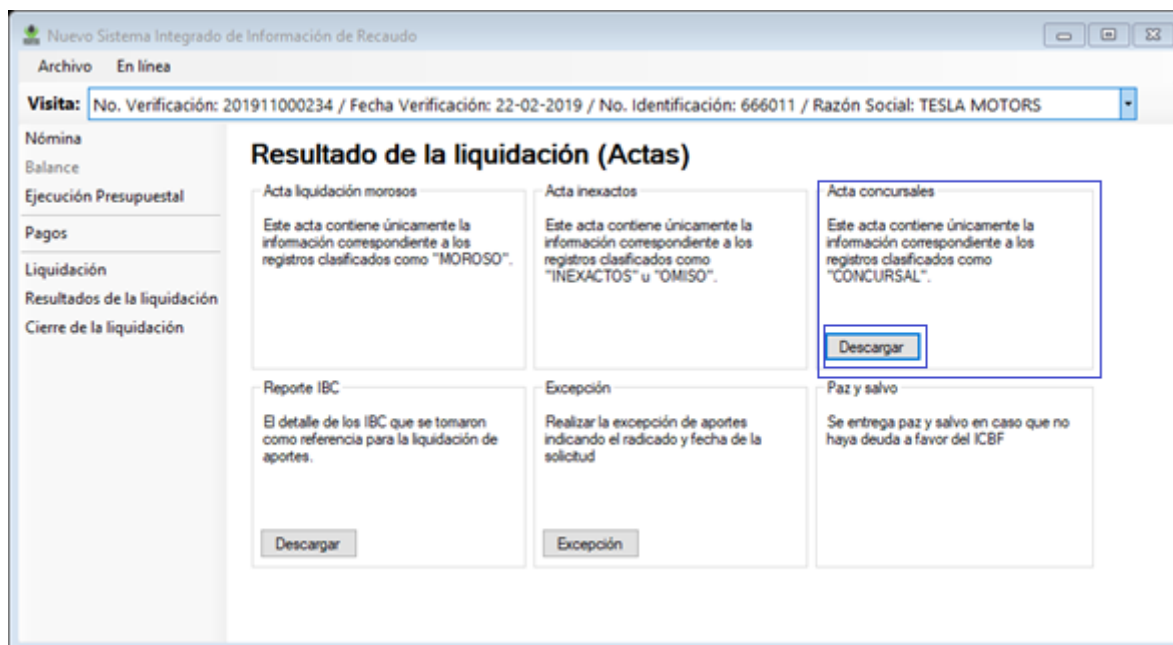 Nuevo Sistema Integrado de Información de Recaudo
Archivo En línea
Visita: No. Verificación: 201911000234 / Fecha Verificación: 22-02-2019 / No. Identificación: 666011 / Razón Social: TESLA MOTORS
Nómina
Balance
Ejecución Presupuestal
Pagos
Liquidación
Resultados de la liquidación
Cierre de la liquidación
Resultado de la liquidación (Actas)
Acta liquidación morosos
Este acta contiene únicamente la
información correspondiente a los
registros clasificados como "MOROSO".
Acta inexactos
Este acta contiene únicamente la
información correspondiente a los
registros clasificados como
"INEXACTOS" u "OMISO".
Acta concursales
Este acta contiene únicamente la
información correspondiente a los
registros clasificados como
"CONCURSAL".
Descargar
Reporte IBC
El detalle de los IBC que se tomaron
como referencia para la liquidación de
aportes.
Descargar
Excepción
Realizar la excepción de aportes
indicando el radicado y fecha de la
solicitud
Excepción
Paz y salvo
Se entrega paz y salvo en caso que no
haya deuda a favor del ICBF